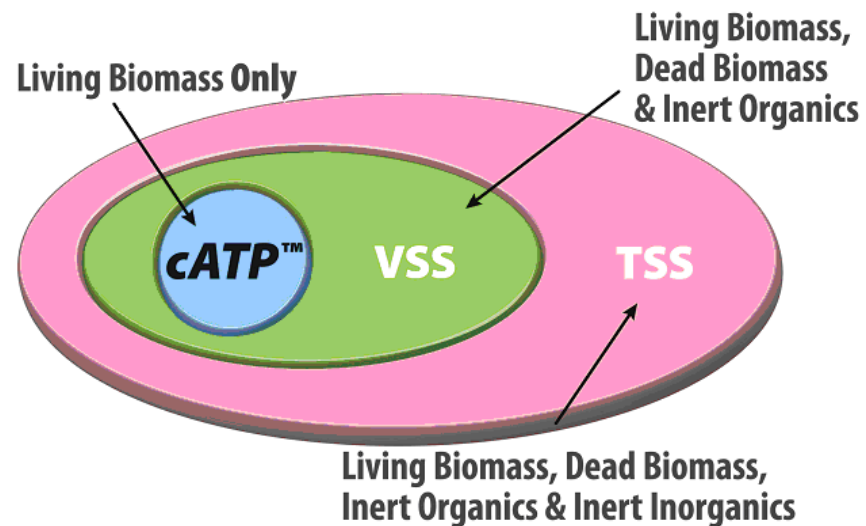 Living Biomass,
Dead Biomass
& Inert Organics
Living Biomass Only
cATP™
VSS
TSS
Living Biomass, Dead Biomass,
Inert Organics & Inert Inorganics